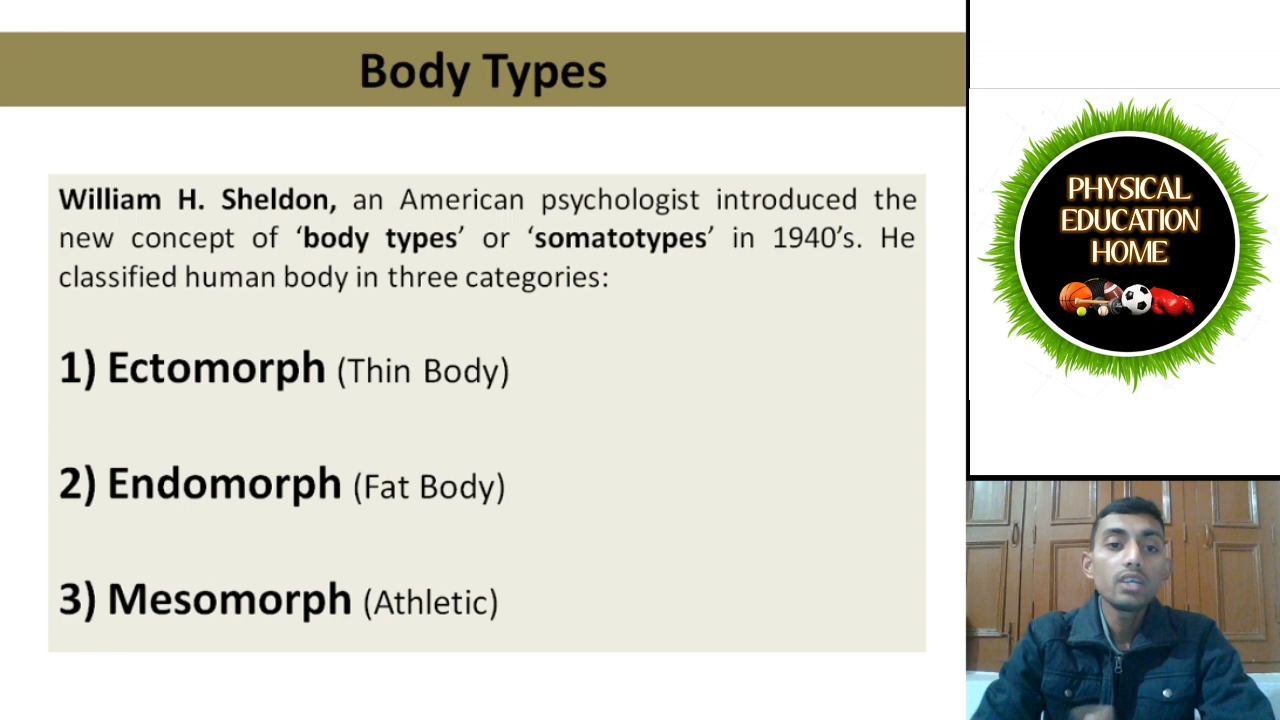 Body Types
William H. Sheldon, an American psychologist introduced the
new concept of ‘body types’ or ‘somatotypes’ in 1940’s. He
classified human body in three categories:
1) Ectomorph (Thin Body)
2) Endomorph (Fat Body)
3) Mesomorph (Athletic)
PHYSICAL
EDUCATION
HOME